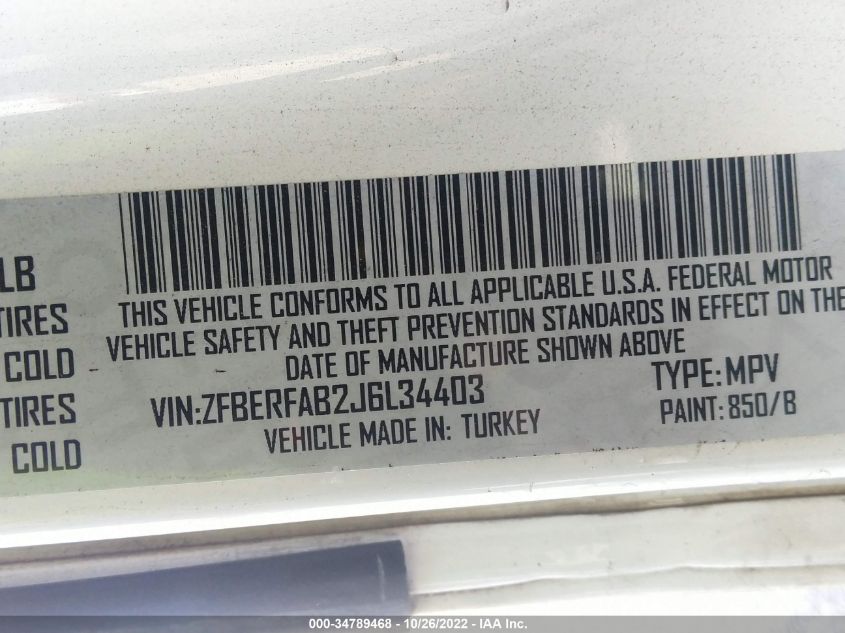 LB
TIRES
COLD
TIRES
COLD
THIS VEHICLE CONFORMS TO ALL APPLICABLE U.S.A. FEDERAL MOTOR
VEHICLE SAFETY AND THEFT PREVENTION STANDARDS IN EFFECT ON THE
DATE OF MANUFACTURE SHOWN ABOVE
VIN:ZFBERFAB2J6L34403 TYPE: MPV
VEHICLE MADE IN: TURKEY PAINT: 850/B
000-34789468 - 10/26/2022 - IAA Inc.